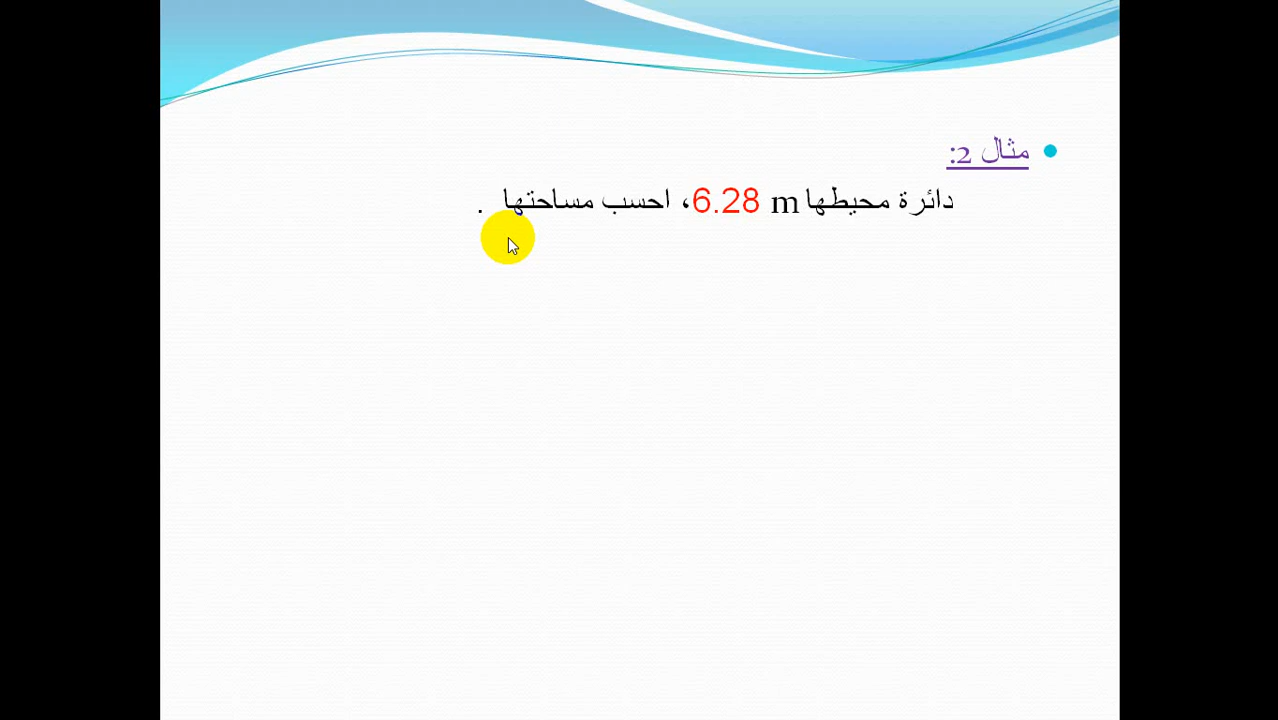 مثال 2:
دائرة محيطها 6.28 m، احسب مساحتها .